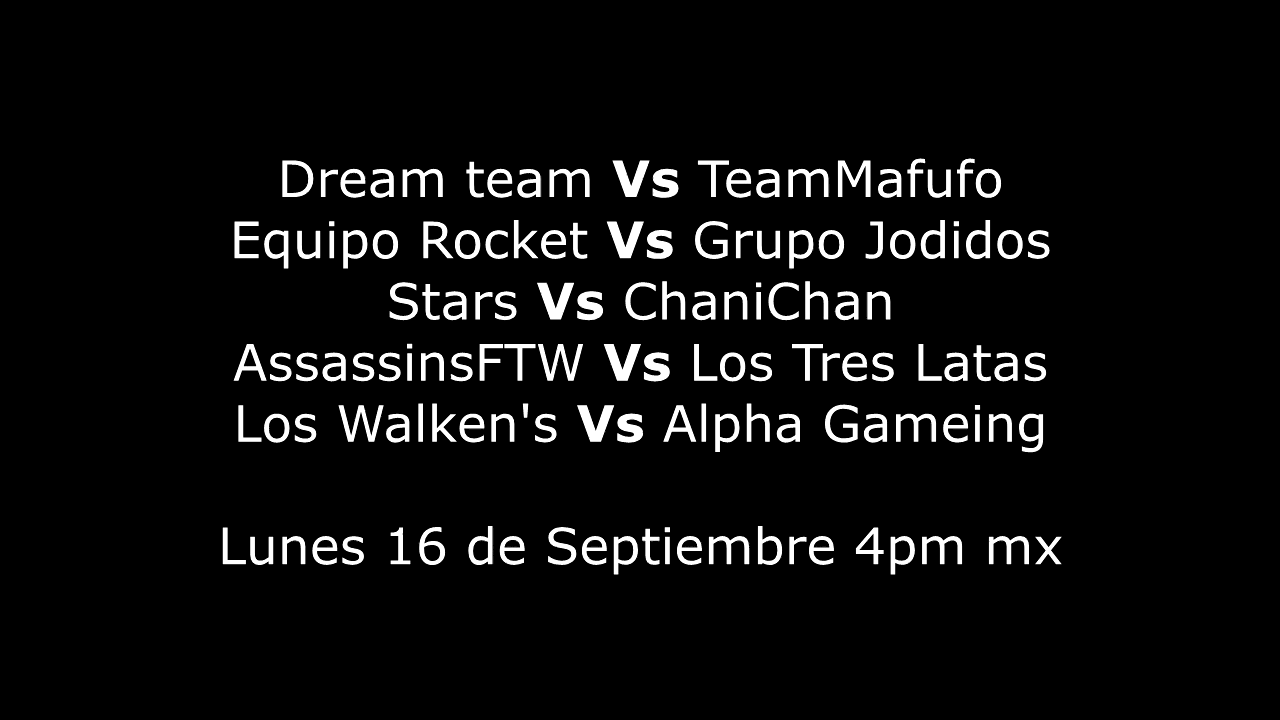 Dream team Vs TeamMafufo
Equipo Rocket Vs Grupo Jodidos
Stars Vs ChaniChan
AssassinsFTW Vs Los Tres Latas
Los Walken's Vs Alpha Gameing
Lunes 16 de Septiembre 4pm mx